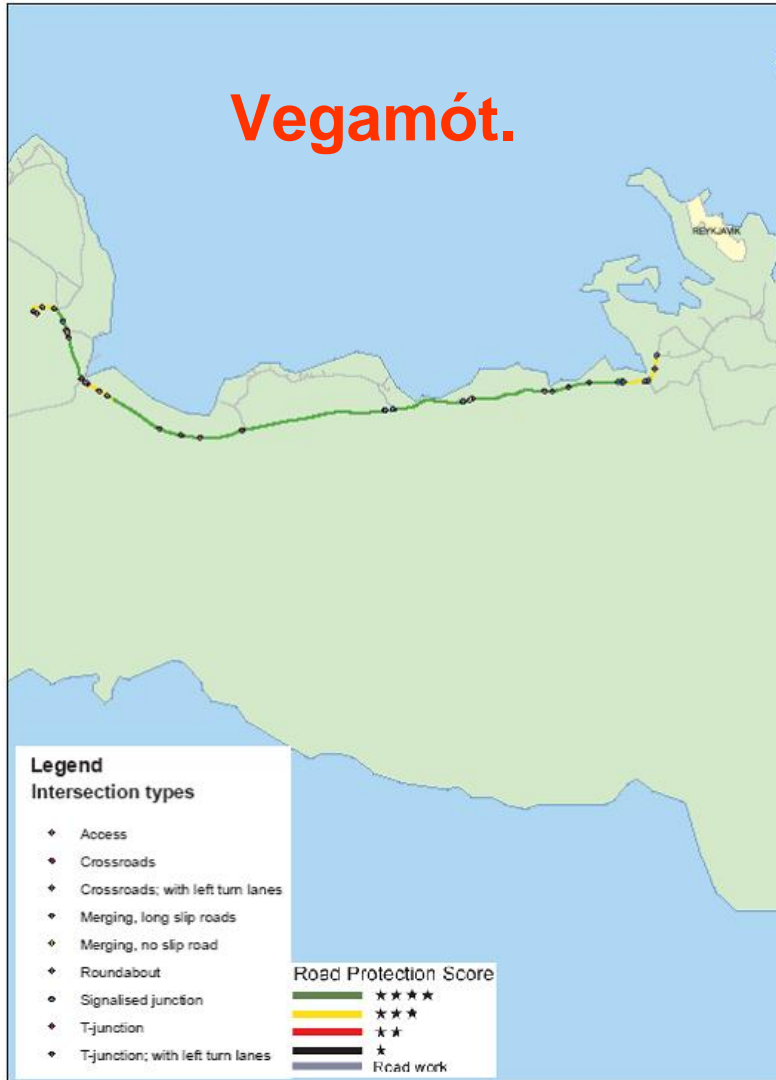 Vegamót.
REYKJAVIK
Legend
Intersection types
Access
Crossroads
Crossroads; with left turn lanes
Merging, long slip roads
Merging, no slip road
Roundabout
Signalised junction
T-junction
T-junction; with left turn lanes
Road Protection Score
★★★★
★★★
★★
★
Road work